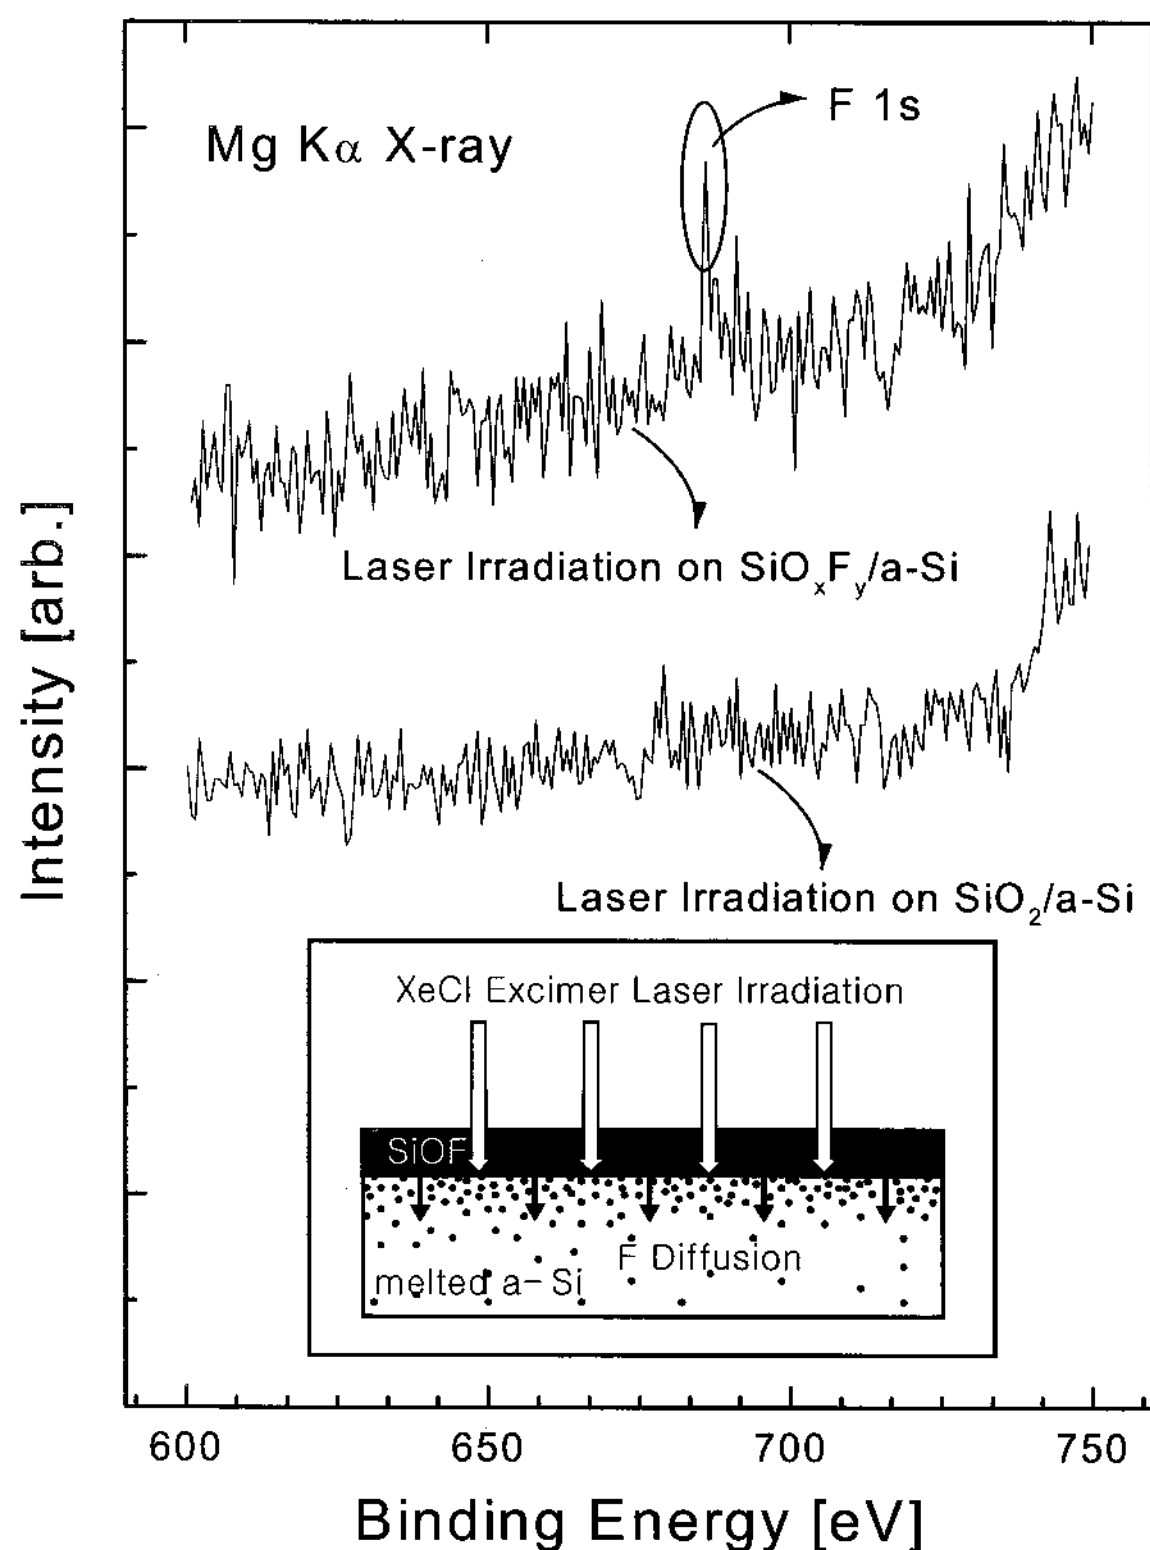 F 1s
Mg Kα X-ray
Laser Irradiation on SiOₓFᵧ/a-Si
Intensity [arb.]
Laser Irradiation on SiO₂/a-Si
XeCl Excimer Laser Irradiation
SiOF
F Diffusion
melted a- Si
600 650 700 750
Binding Energy [eV]